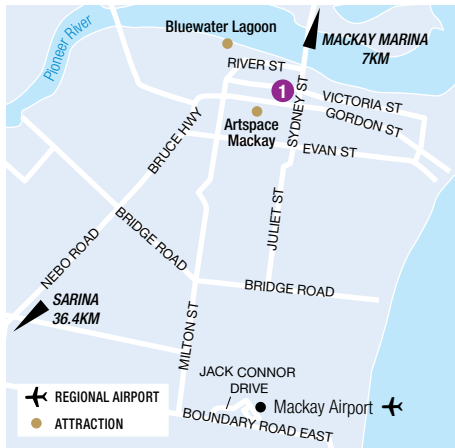 Bluewater Lagoon
MACKAY MARINA
7KM
Pioneer River
RIVER ST
1
VICTORIA ST
GORDON ST
SYDNEY ST
Artspace
Mackay
EVAN ST
BRUCE HWY
JULIET ST
BRIDGE ROAD
NEBO ROAD
BRIDGE ROAD
SARINA
36.4KM
MILTON ST
JACK CONNOR
DRIVE
REGIONAL AIRPORT
Mackay Airport
ATTRACTION
BOUNDARY ROAD EAST